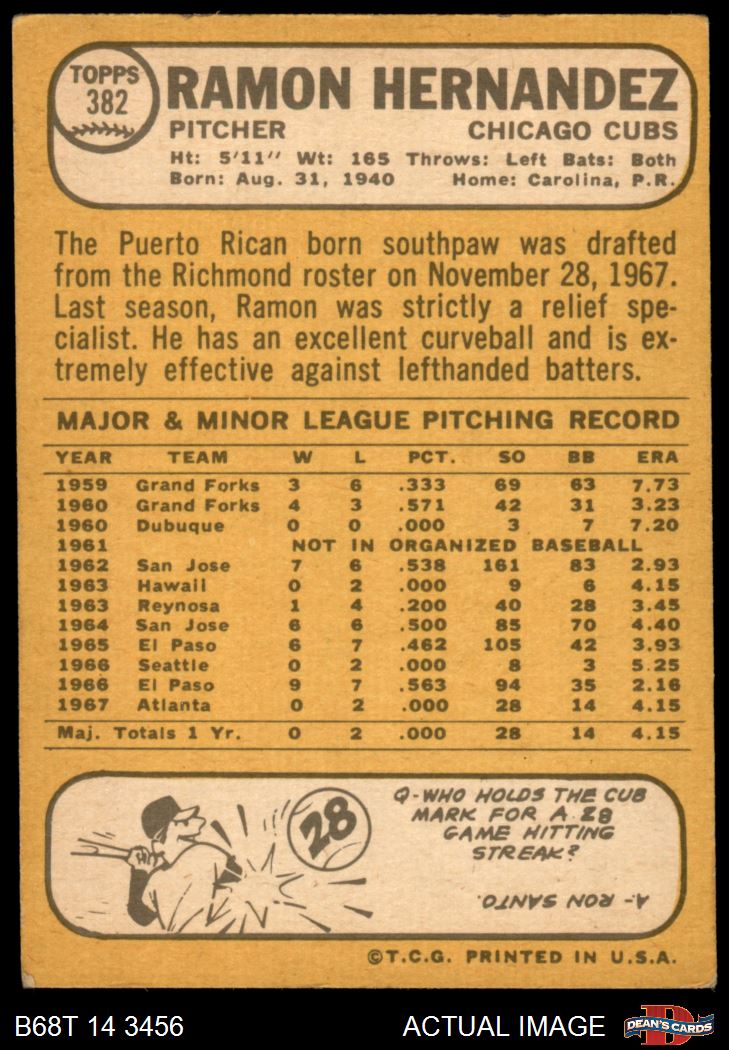 TOPPS
382
RAMON HERNANDEZ
PITCHER CHICAGO CUBS
Ht: 5'11" Wt: 165 Throws: Left Bats: Both
Born: Aug. 31, 1940 Home: Carolina, P.R.
The Puerto Rican born southpaw was drafted
from the Richmond roster on November 28, 1967.
Last season, Ramon was strictly a relief spe-
cialist. He has an excellent curveball and is ex-
tremely effective against lefthanded batters.
MAJOR & MINOR LEAGUE PITCHING RECORD
YEAR TEAM W L PCT. SO BB ERA
1959 Grand Forks 3 6 .333 69 63 7.73
1960 Grand Forks 4 3 .571 42 31 3.23
1960 Dubuque 0 0 .000 3 7 7.20
1961 NOT IN ORGANIZED BASEBALL
1962 San Jose 7 6 .538 161 83 2.93
1963 Hawaii 0 2 .000 9 6 4.15
1963 Reynosa 1 4 .200 40 28 3.45
1964 San Jose 6 6 .500 85 70 4.40
1965 El Paso 6 7 .462 105 42 3.93
1966 Seattle 0 2 .000 8 3 5.25
1966 El Paso 9 7 .563 94 35 2.16
1967 Atlanta 0 2 .000 28 14 4.15
Maj. Totals 1 Yr. 0 2 .000 28 14 4.15
28
Q-WHO HOLDS THE CUB
MARK FOR A 28
GAME HITTING
STREAK?
A- RON SANTO.
©T.C.G. PRINTED IN U.S.A.
B68T 14 3456 ACTUAL IMAGE
D
DEAN'S CARDS